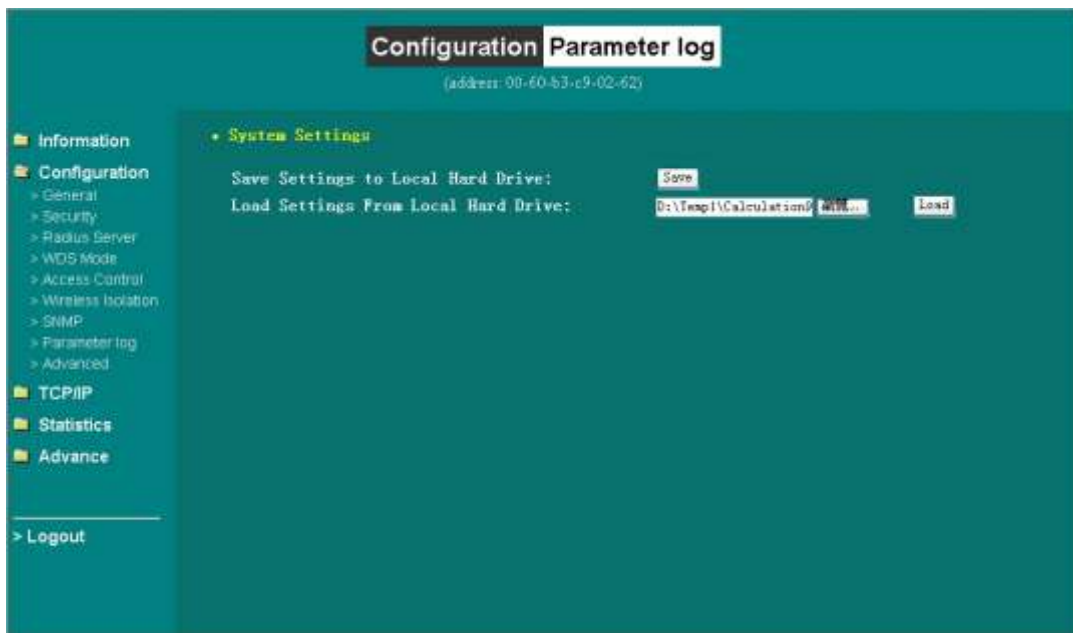 Configuration Parameter log
(address: 00-60-b3-c9-02-62)
Information
Configuration
> General
> Security
> Radius Server
> WDS Mode
> Access Control
> Wireless Isolation
> SNMP
> Parameter log
> Advanced
TCP/IP
Statistics
Advance
> Logout
• System Settings
Save Settings to Local Hard Drive: Save
Load Settings From Local Hard Drive: D:\Temp1\Calculation Load